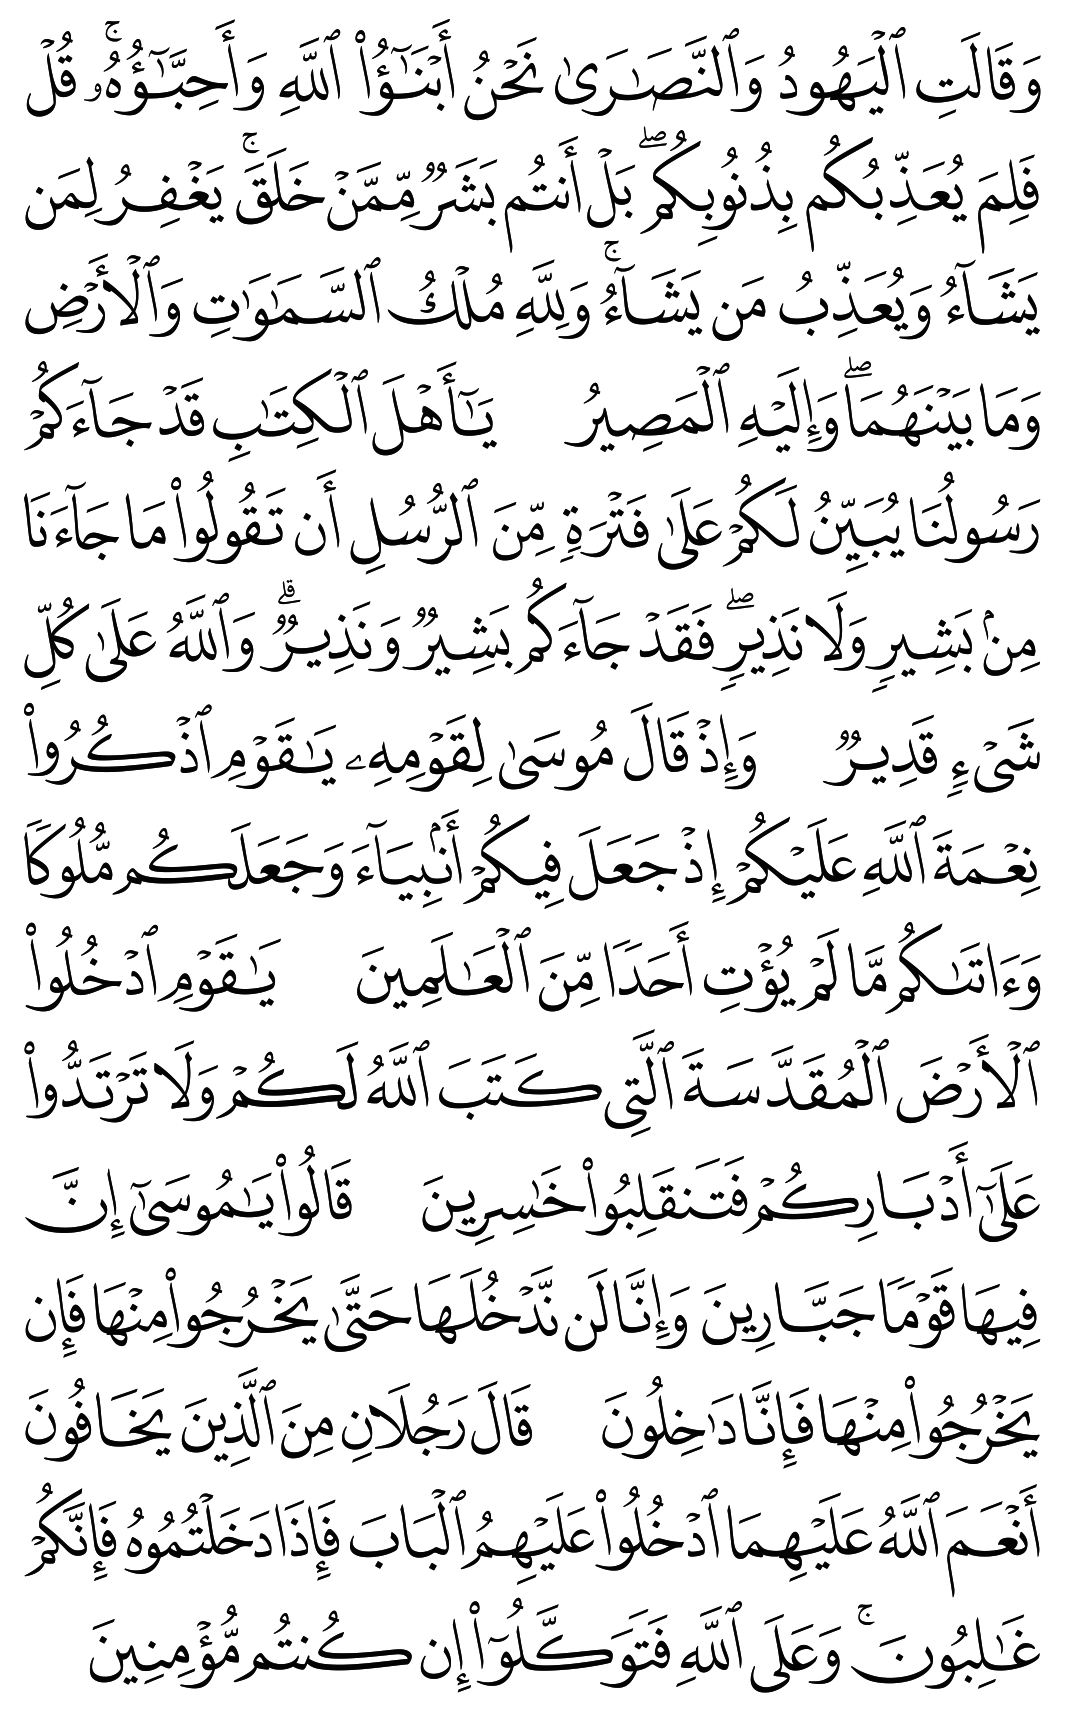 وَقَالَتِ ٱلۡيَهُودُ وَٱلنَّصَٰرَىٰ نَحۡنُ أَبۡنَٰٓؤُاْ ٱللَّهِ وَأَحِبَّٰٓؤُهُۥۚ قُلۡ
فَلِمَ يُعَذِّبُكُم بِذُنُوبِكُمۖ بَلۡ أَنتُم بَشَرٞ مِّمَّنۡ خَلَقَۚ يَغۡفِرُ لِمَن
يَشَآءُ وَيُعَذِّبُ مَن يَشَآءُۚ وَلِلَّهِ مُلۡكُ ٱلسَّمَٰوَٰتِ وَٱلۡأَرۡضِ
وَمَا بَيۡنَهُمَاۖ وَإِلَيۡهِ ٱلۡمَصِيرُ يَٰٓأَهۡلَ ٱلۡكِتَٰبِ قَدۡ جَآءَكُمۡ
رَسُولُنَا يُبَيِّنُ لَكُمۡ عَلَىٰ فَتۡرَةٖ مِّنَ ٱلرُّسُلِ أَن تَقُولُواْ مَا جَآءَنَا
مِنۢ بَشِيرٖ وَلَا نَذِيرٖۖ فَقَدۡ جَآءَكُم بَشِيرٞ وَنَذِيرٞۗ وَٱللَّهُ عَلَىٰ كُلِّ
شَيۡءٖ قَدِيرٞ وَإِذۡ قَالَ مُوسَىٰ لِقَوۡمِهِۦ يَٰقَوۡمِ ٱذۡكُرُواْ
نِعۡمَةَ ٱللَّهِ عَلَيۡكُمۡ إِذۡ جَعَلَ فِيكُمۡ أَنۢبِيَآءَ وَجَعَلَكُم مُّلُوكٗا
وَءَاتَىٰكُم مَّا لَمۡ يُؤۡتِ أَحَدٗا مِّنَ ٱلۡعَٰلَمِينَ يَٰقَوۡمِ ٱدۡخُلُواْ
ٱلۡأَرۡضَ ٱلۡمُقَدَّسَةَ ٱلَّتِي كَتَبَ ٱللَّهُ لَكُمۡ وَلَا تَرۡتَدُّواْ
عَلَىٰٓ أَدۡبَارِكُمۡ فَتَنقَلِبُواْ خَٰسِرِينَ قَالُواْ يَٰمُوسَىٰٓ إِنَّ
فِيهَا قَوۡمٗا جَبَّارِينَ وَإِنَّا لَن نَّدۡخُلَهَا حَتَّىٰ يَخۡرُجُواْ مِنۡهَا فَإِن
يَخۡرُجُواْ مِنۡهَا فَإِنَّا دَٰخِلُونَ قَالَ رَجُلَانِ مِنَ ٱلَّذِينَ يَخَافُونَ
أَنۡعَمَ ٱللَّهُ عَلَيۡهِمَا ٱدۡخُلُواْ عَلَيۡهِمُ ٱلۡبَابَ فَإِذَا دَخَلۡتُمُوهُ فَإِنَّكُمۡ
غَٰلِبُونَۚ وَعَلَى ٱللَّهِ فَتَوَكَّلُوٓاْ إِن كُنتُم مُّؤۡمِنِينَ